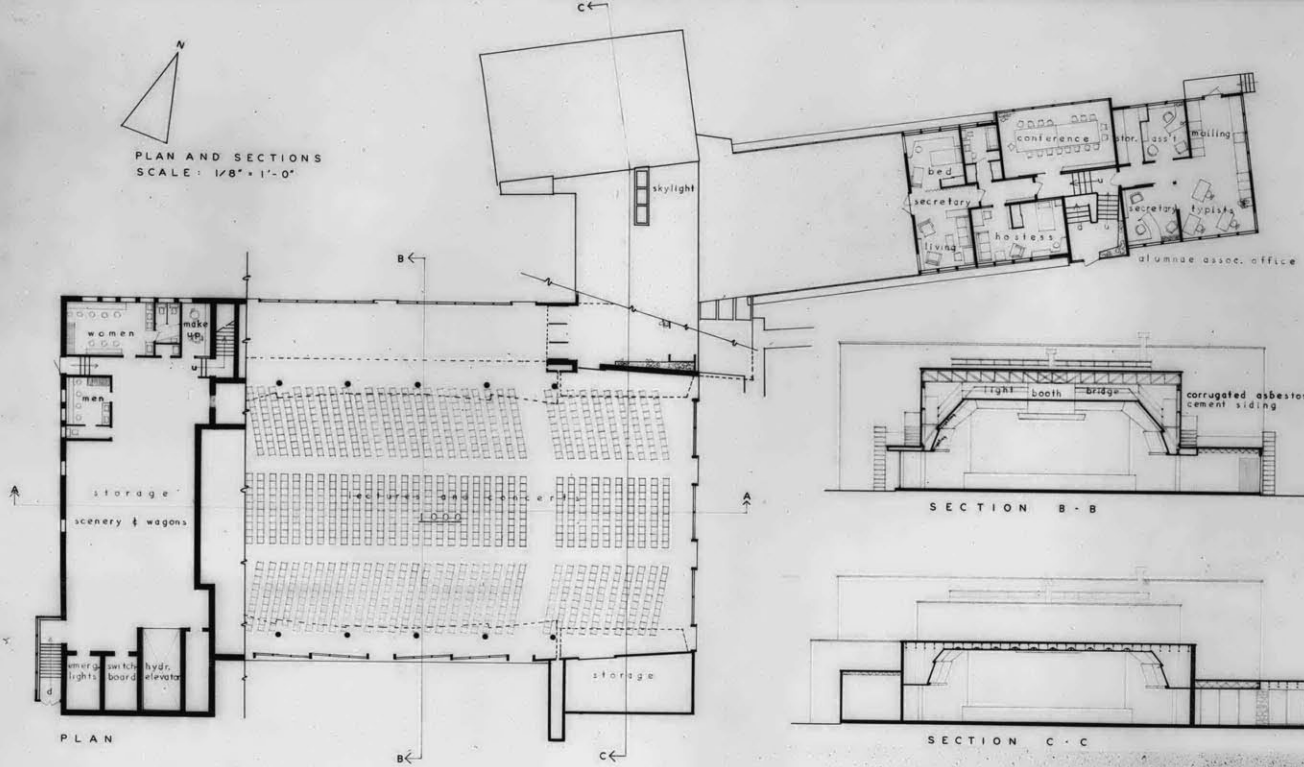 C
N
PLAN AND SECTIONS
SCALE: 1/8" = 1'-0"
skylight
conference
stor.
ass't
mailing
bed
secretary
living
hostess
u
d
u
secretary
typists
alumnae assoc. office
B
women
make
up
u
men
light
booth
bridge
corrugated asbestos
cement siding
A
storage
scenery & wagons
lectures and concerts
A
SECTION B-B
emerg.
lights
switch
board
hydr.
elevator
d
storage
PLAN
B
C
SECTION C-C